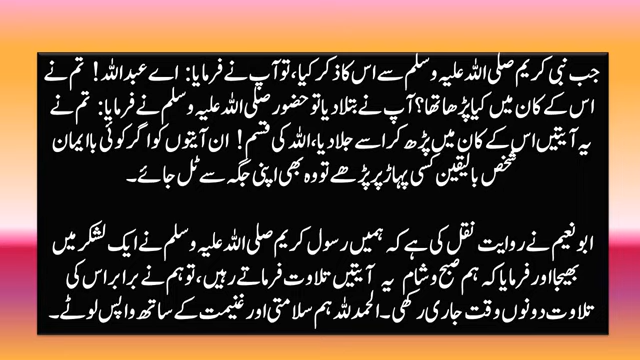 جب نبی کریم صلی اللہ علیہ وسلم سے اس کا ذکر کیا، تو آپ نے فرمایا: اے عبداللہ! تم نے
اس کے کان میں کیا پڑھا تھا؟ آپ نے بتلا دیا تو حضور صلی اللہ علیہ وسلم نے فرمایا: تم نے
یہ آیتیں اس کے کان میں پڑھ کر اسے جلا دیا، اللہ کی قسم! ان آیتوں کو اگر کوئی باایمان
شخص بالیقین کسی پہاڑ پر پڑھے تو وہ بھی اپنی جگہ سے ٹل جائے۔
ابو نعیم نے روایت نقل کی ہے کہ ہمیں رسول کریم صلی اللہ علیہ وسلم نے ایک لشکر میں
بھیجا اور فرمایا کہ ہم صبح و شام یہ آیتیں تلاوت فرماتے رہیں، تو ہم نے برابر اس کی
تلاوت دونوں وقت جاری رکھی۔ الحمدللہ ہم سلامتی اور غنیمت کے ساتھ واپس لوٹے۔